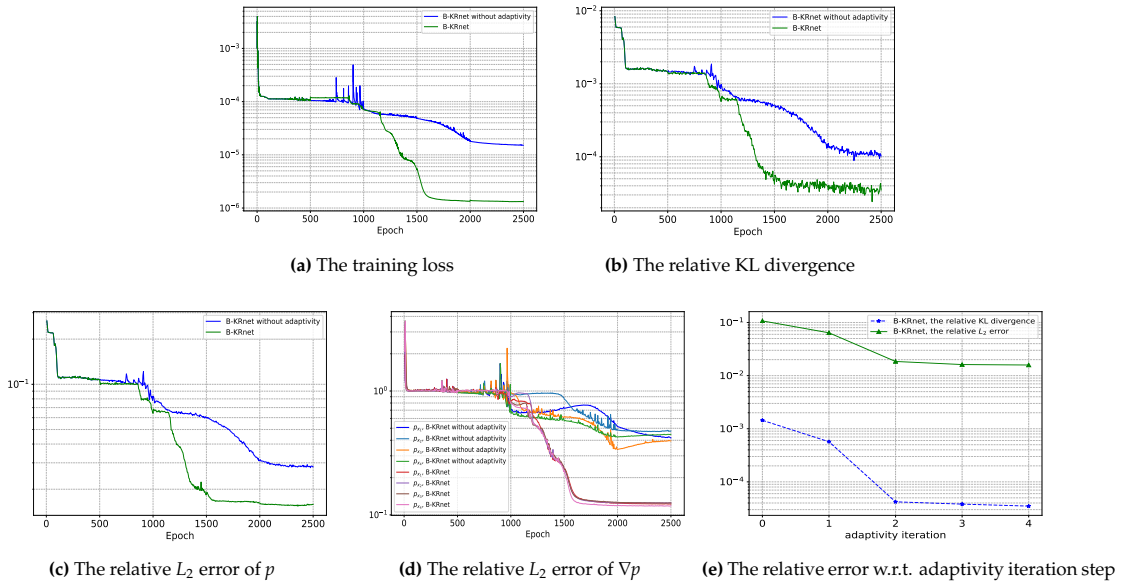 B-KRnet without adaptivity
B-KRnet
10⁻³
10⁻⁴
10⁻⁵
10⁻⁶
0 500 1000 1500 2000 2500
Epoch
(a) The training loss
B-KRnet without adaptivity
B-KRnet
10⁻²
10⁻³
10⁻⁴
0 500 1000 1500 2000 2500
Epoch
(b) The relative KL divergence
B-KRnet without adaptivity
B-KRnet
10⁻¹
0 500 1000 1500 2000 2500
Epoch
(c) The relative L₂ error of p
10⁰
10⁻¹
, B-KRnet without adaptivity
, B-KRnet without adaptivity
, B-KRnet without adaptivity
, B-KRnet without adaptivity
, B-KRnet
, B-KRnet
, B-KRnet
, B-KRnet
0 500 1000 1500 2000 2500
Epoch
(d) The relative L₂ error of ∇p
B-KRnet, the relative KL divergence
B-KRnet, the relative L₂ error
10⁻¹
10⁻²
10⁻³
10⁻⁴
0 1 2 3 4
adaptivity iteration
(e) The relative error w.r.t. adaptivity iteration step